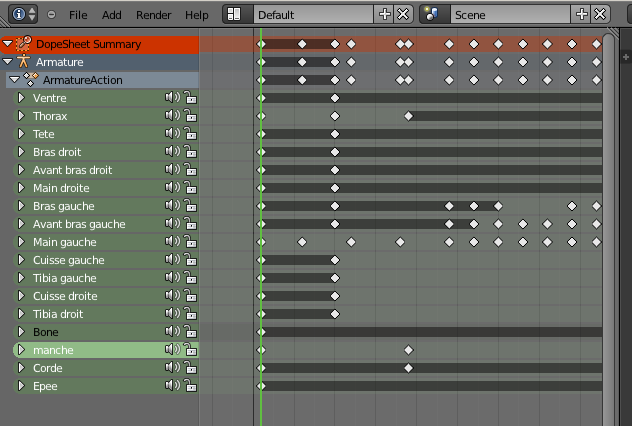 File Add Render Help Default Scene
DopeSheet Summary
Armature
ArmatureAction
Ventre
Thorax
Tete
Bras droit
Avant bras droit
Main droite
Bras gauche
Avant bras gauche
Main gauche
Cuisse gauche
Tibia gauche
Cuisse droite
Tibia droit
Bone
manche
Corde
Epee